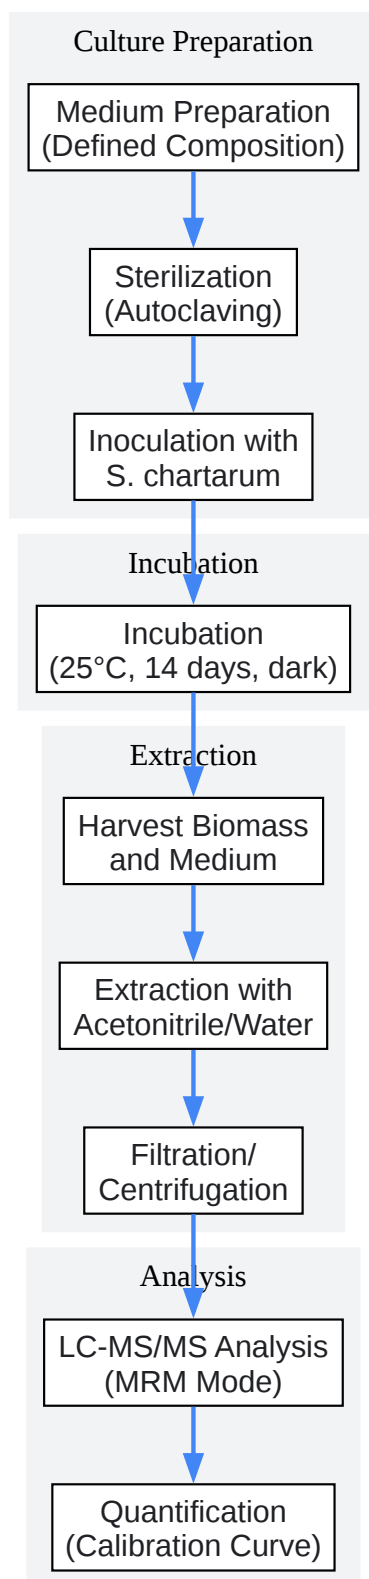 Culture Preparation
Medium Preparation
(Defined Composition)
Sterilization
(Autoclaving)
Inoculation with
S. chartarum
Incubation
Incubation
(25°C, 14 days, dark)
Extraction
Harvest Biomass
and Medium
Extraction with
Acetonitrile/Water
Filtration/
Centrifugation
Analysis
LC-MS/MS Analysis
(MRM Mode)
Quantification
(Calibration Curve)